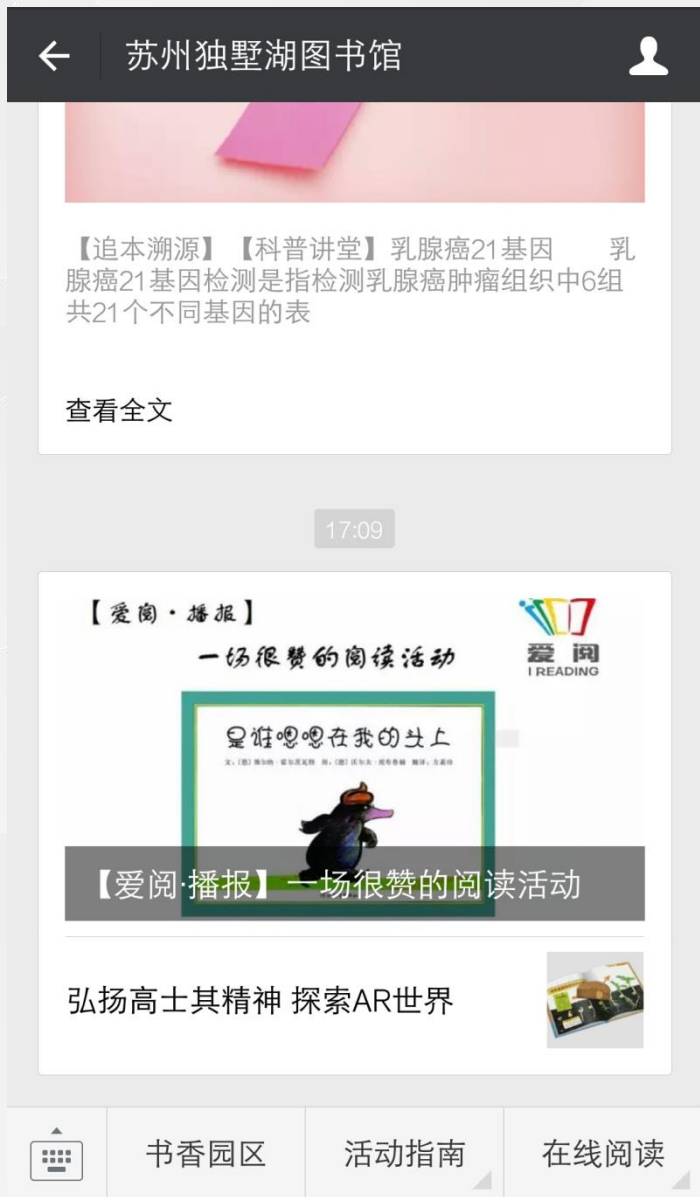 苏州独墅湖图书馆
【追本溯源】【科普讲堂】乳腺癌21基因 乳
腺癌21基因检测是指检测乳腺癌肿瘤组织中6组
共21个不同基因的表
查看全文
17:09
【爱阅·播报】
一场很赞的阅读活动
爱阅
I READING
是谁嗯嗯在我的头上
【爱阅·播报】一场很赞的阅读活动
弘扬高士其精神 探索AR世界
书香园区
活动指南
在线阅读